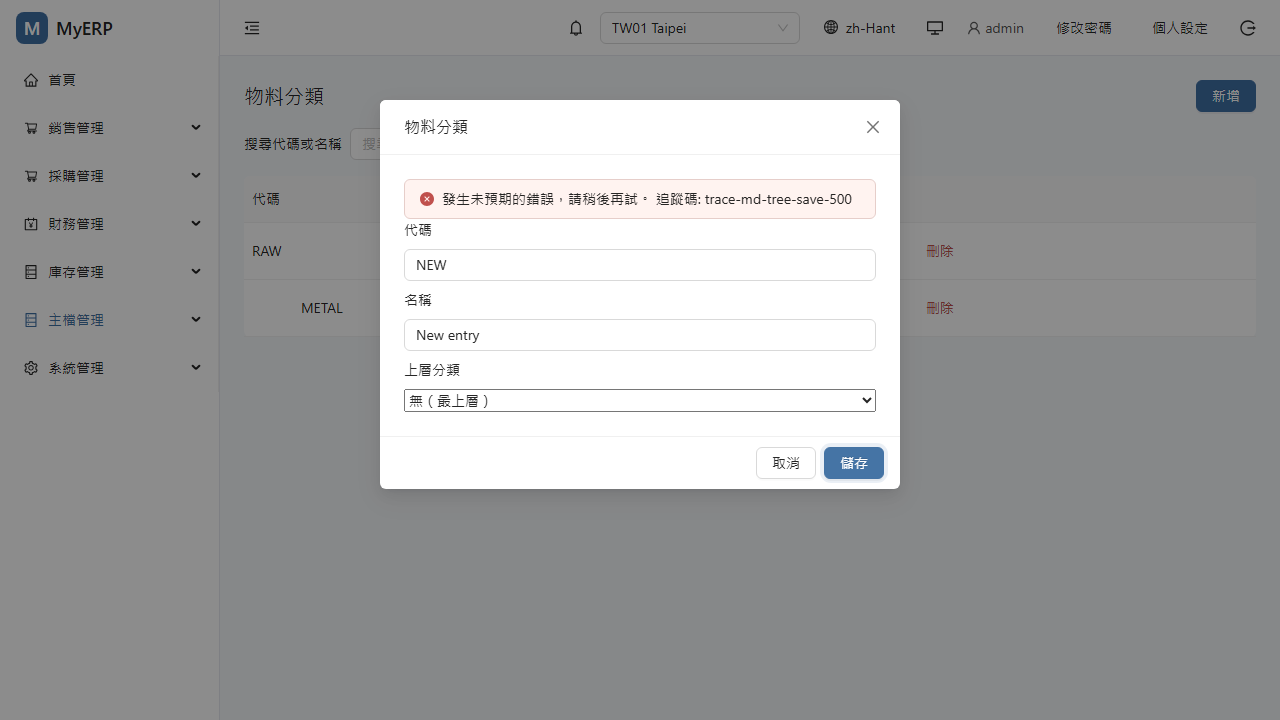 M MyERP
TW01 Taipei
zh-Hant
admin
修改密碼
個人設定
首頁
銷售管理
採購管理
財務管理
庫存管理
主檔管理
系統管理
物料分類
新增
搜尋代碼或名稱
代碼
RAW
刪除
METAL
刪除
物料分類
發生未預期的錯誤，請稍後再試。 追蹤碼: trace-md-tree-save-500
代碼
NEW
名稱
New entry
上層分類
無（最上層）
取消
儲存